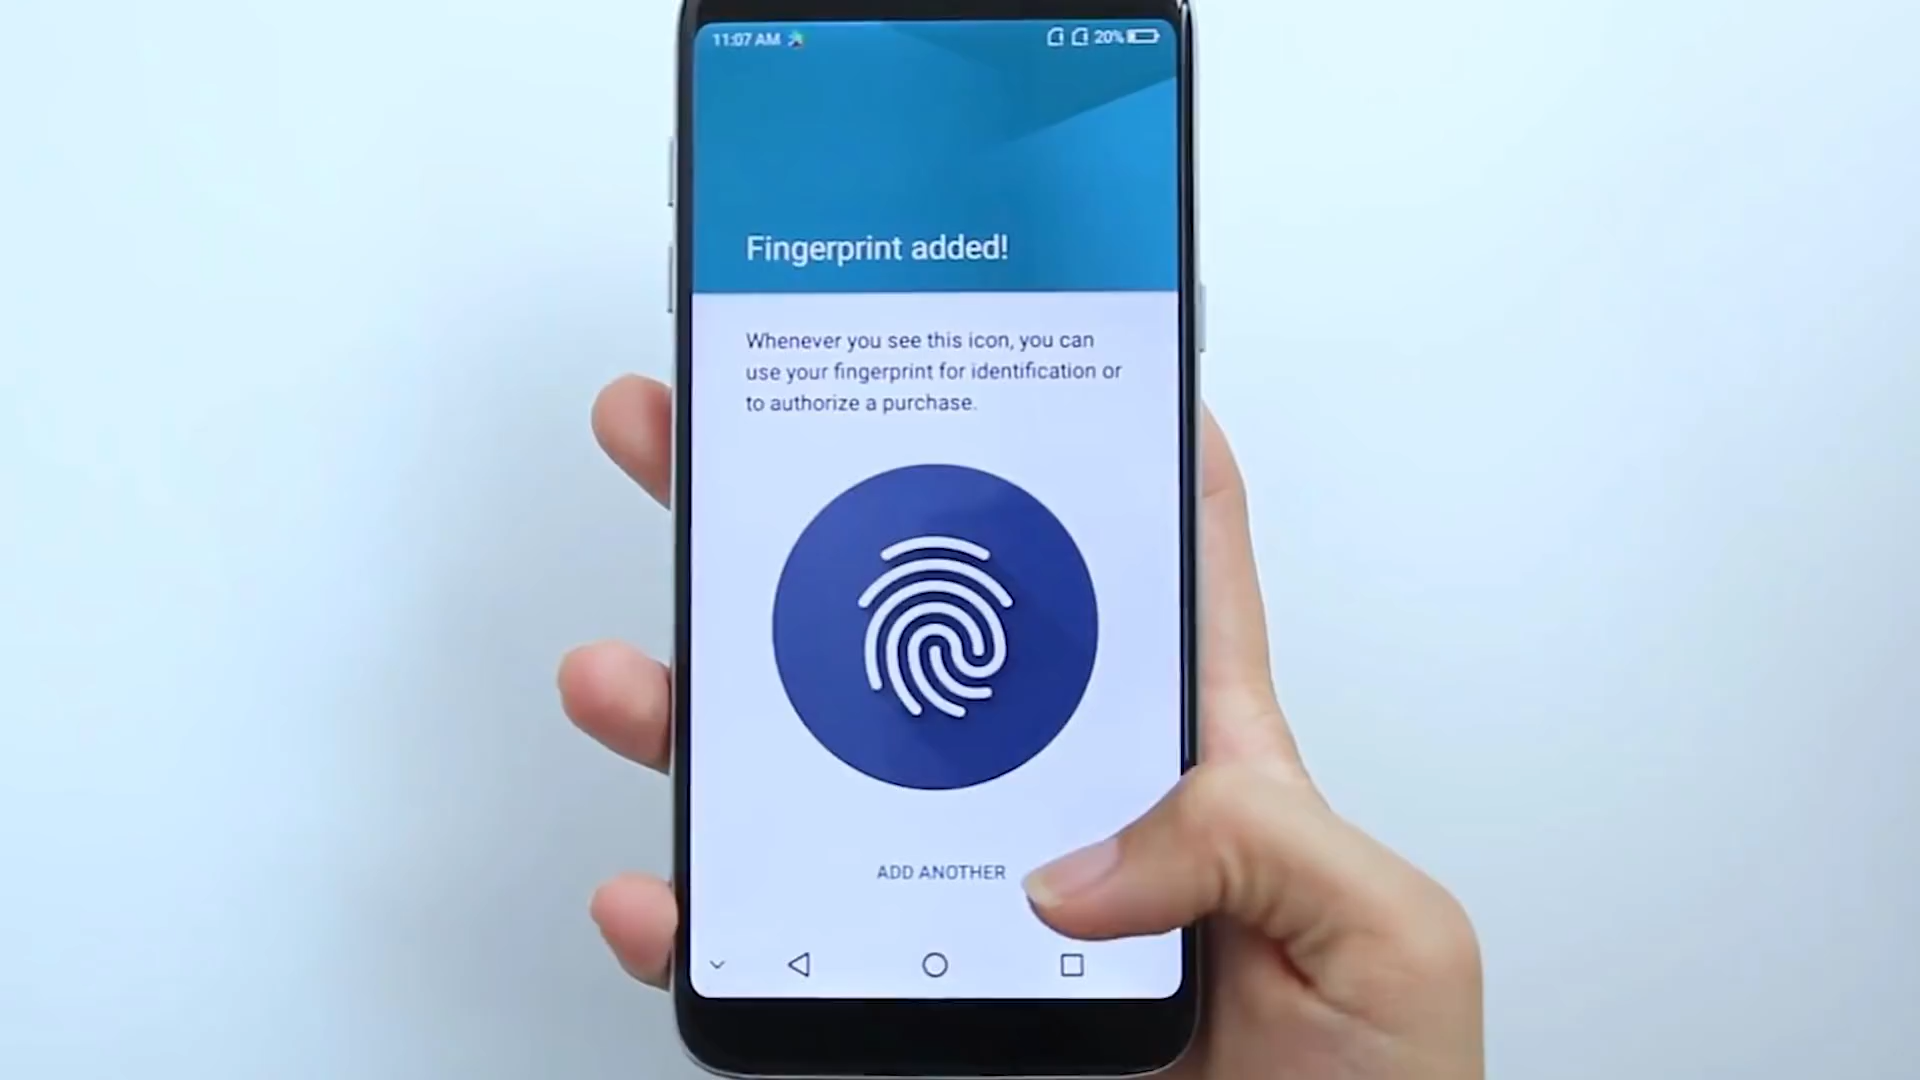 11:07 AM
20%
Fingerprint added!
Whenever you see this icon, you can
use your fingerprint for identification or
to authorize a purchase.
ADD ANOTHER